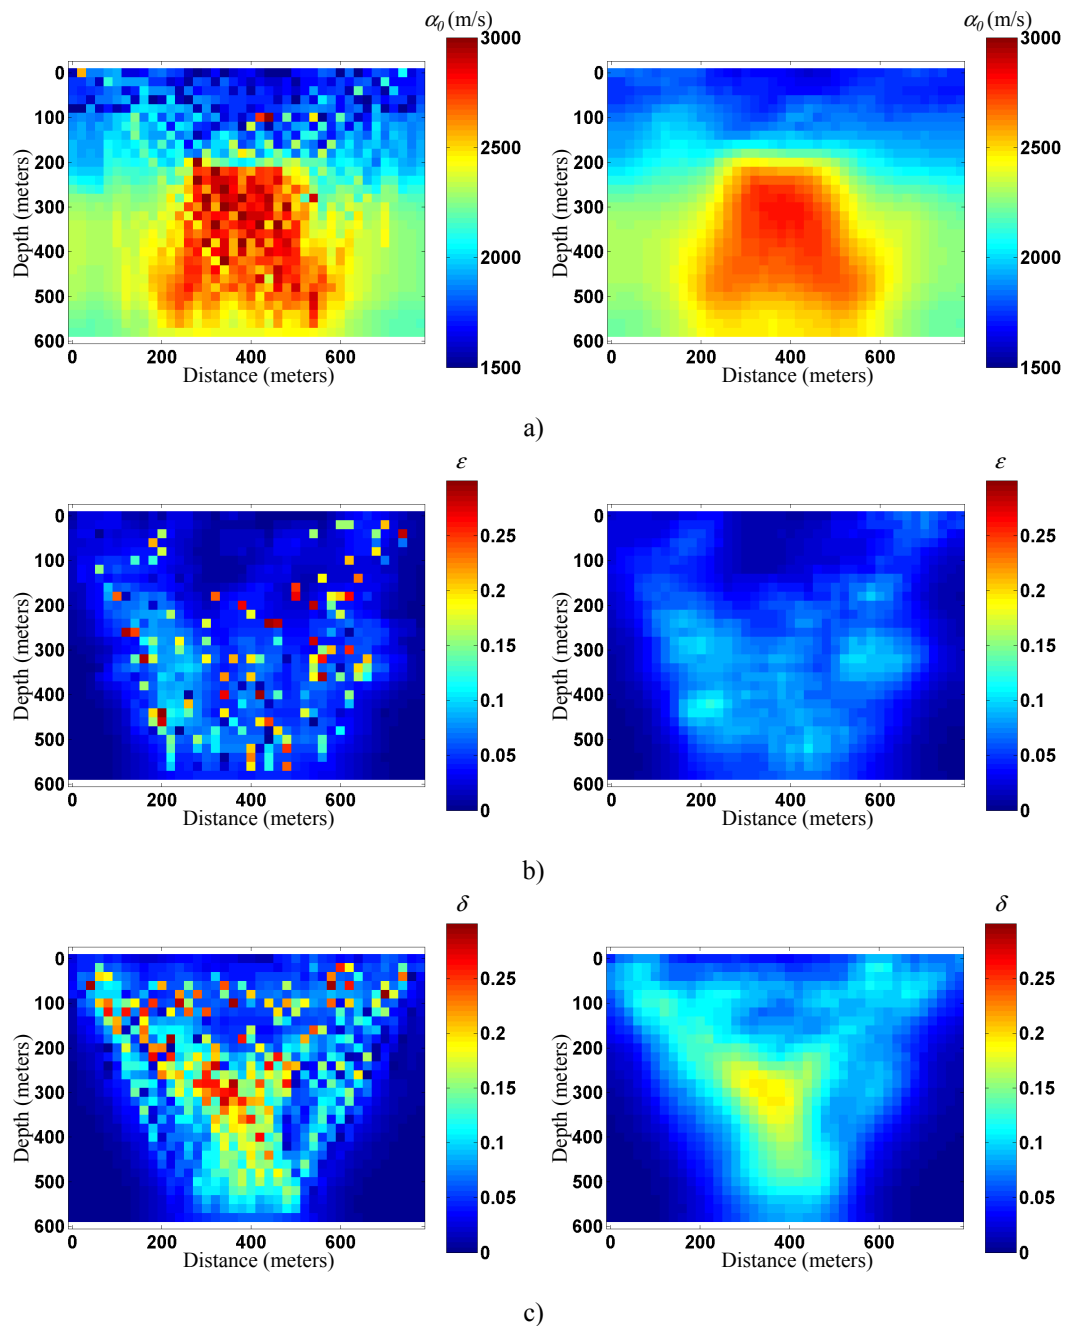 α₀ (m/s) α₀ (m/s)
3000 3000
0 0
100 100
200 2500 200 2500
300 300
400 2000 400 2000
500 500
600 600
0 200 400 600 1500 0 200 400 600 1500
Depth (meters) Depth (meters)
Distance (meters) Distance (meters)
a)
ε ε
0 0
0.25 0.25
100 100
0.2 0.2
200 200
300 0.15 300 0.15
400 0.1 400 0.1
500 0.05 500 0.05
600 0 600 0
0 200 400 600 0 200 400 600
Depth (meters) Depth (meters)
Distance (meters) Distance (meters)
b)
δ δ
0 0
0.25 0.25
100 100
0.2 0.2
200 200
300 0.15 300 0.15
400 0.1 400 0.1
500 0.05 500 0.05
600 0 600 0
0 200 400 600 0 200 400 600
Depth (meters) Depth (meters)
Distance (meters) Distance (meters)
c)